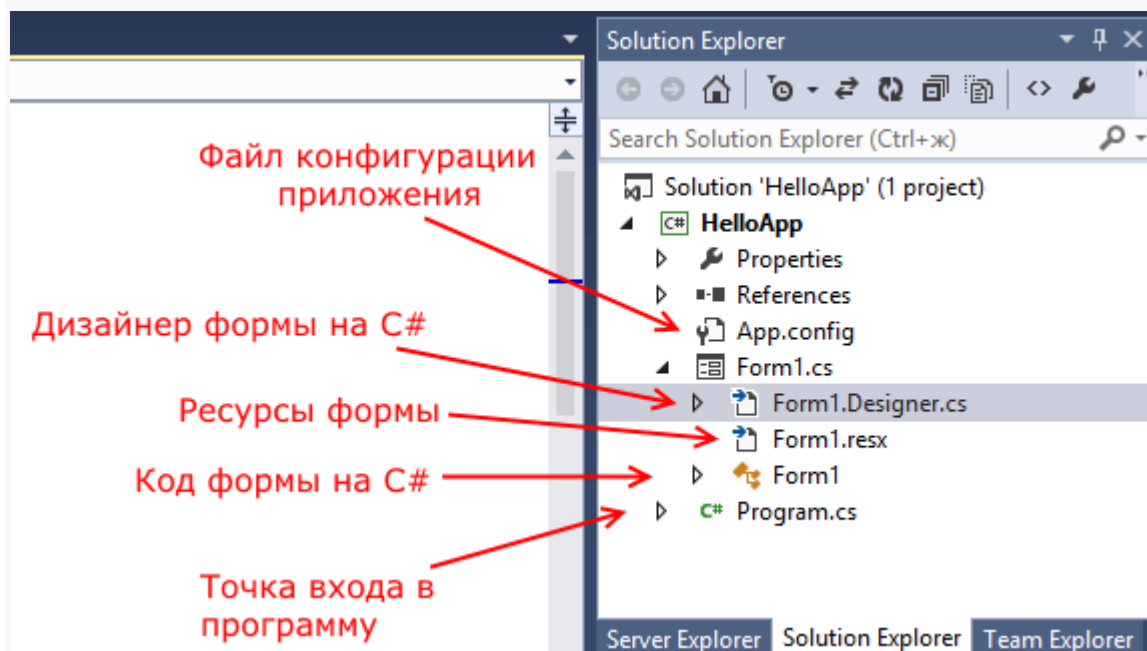 Solution Explorer
Search Solution Explorer (Ctrl+ж)
Файл конфигурации
приложения
Дизайнер формы на C#
Ресурсы формы
Код формы на C#
Точка входа в
программу
Solution 'HelloApp' (1 project)
C# HelloApp
Properties
References
App.config
Form1.cs
Form1.Designer.cs
Form1.resx
Form1
C# Program.cs
Server Explorer Solution Explorer Team Explorer